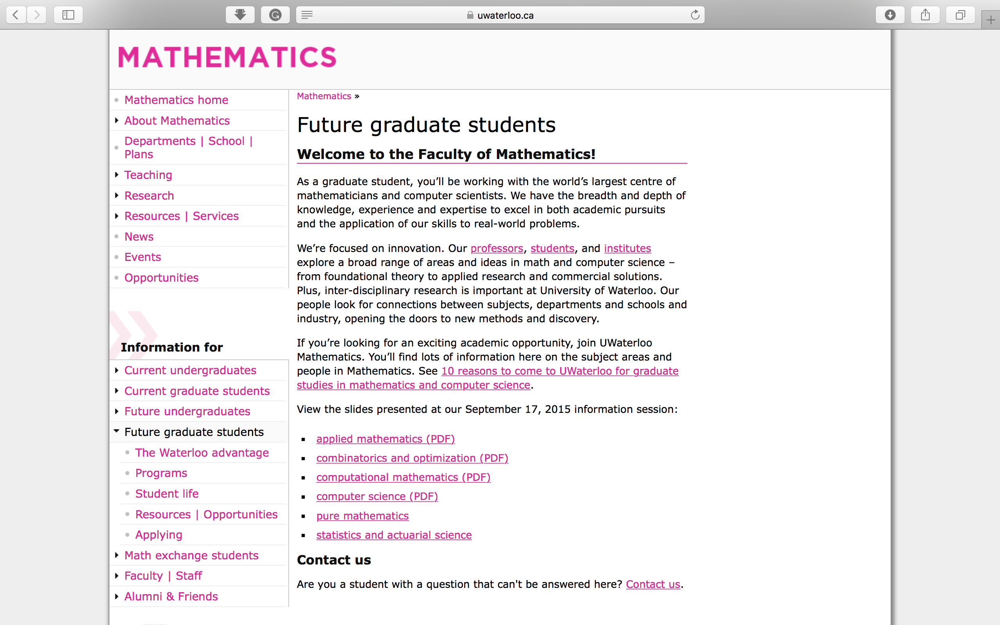 uwaterloo.ca
MATHEMATICS
Mathematics home
About Mathematics
Departments | School |
Plans
Teaching
Research
Resources | Services
News
Events
Opportunities
Information for
Current undergraduates
Current graduate students
Future undergraduates
Future graduate students
The Waterloo advantage
Programs
Student life
Resources | Opportunities
Applying
Math exchange students
Faculty | Staff
Alumni & Friends
Mathematics »
Future graduate students
Welcome to the Faculty of Mathematics!
As a graduate student, you’ll be working with the world’s largest centre of
mathematicians and computer scientists. We have the breadth and depth of
knowledge, experience and expertise to excel in both academic pursuits
and the application of our skills to real-world problems.
We’re focused on innovation. Our professors, students, and institutes
explore a broad range of areas and ideas in math and computer science –
from foundational theory to applied research and commercial solutions.
Plus, inter-disciplinary research is important at University of Waterloo. Our
people look for connections between subjects, departments and schools and
industry, opening the doors to new methods and discovery.
If you’re looking for an exciting academic opportunity, join UWaterloo
Mathematics. You’ll find lots of information here on the subject areas and
people in Mathematics. See 10 reasons to come to UWaterloo for graduate
studies in mathematics and computer science.
View the slides presented at our September 17, 2015 information session:
applied mathematics (PDF)
combinatorics and optimization (PDF)
computational mathematics (PDF)
computer science (PDF)
pure mathematics
statistics and actuarial science
Contact us
Are you a student with a question that can't be answered here? Contact us.